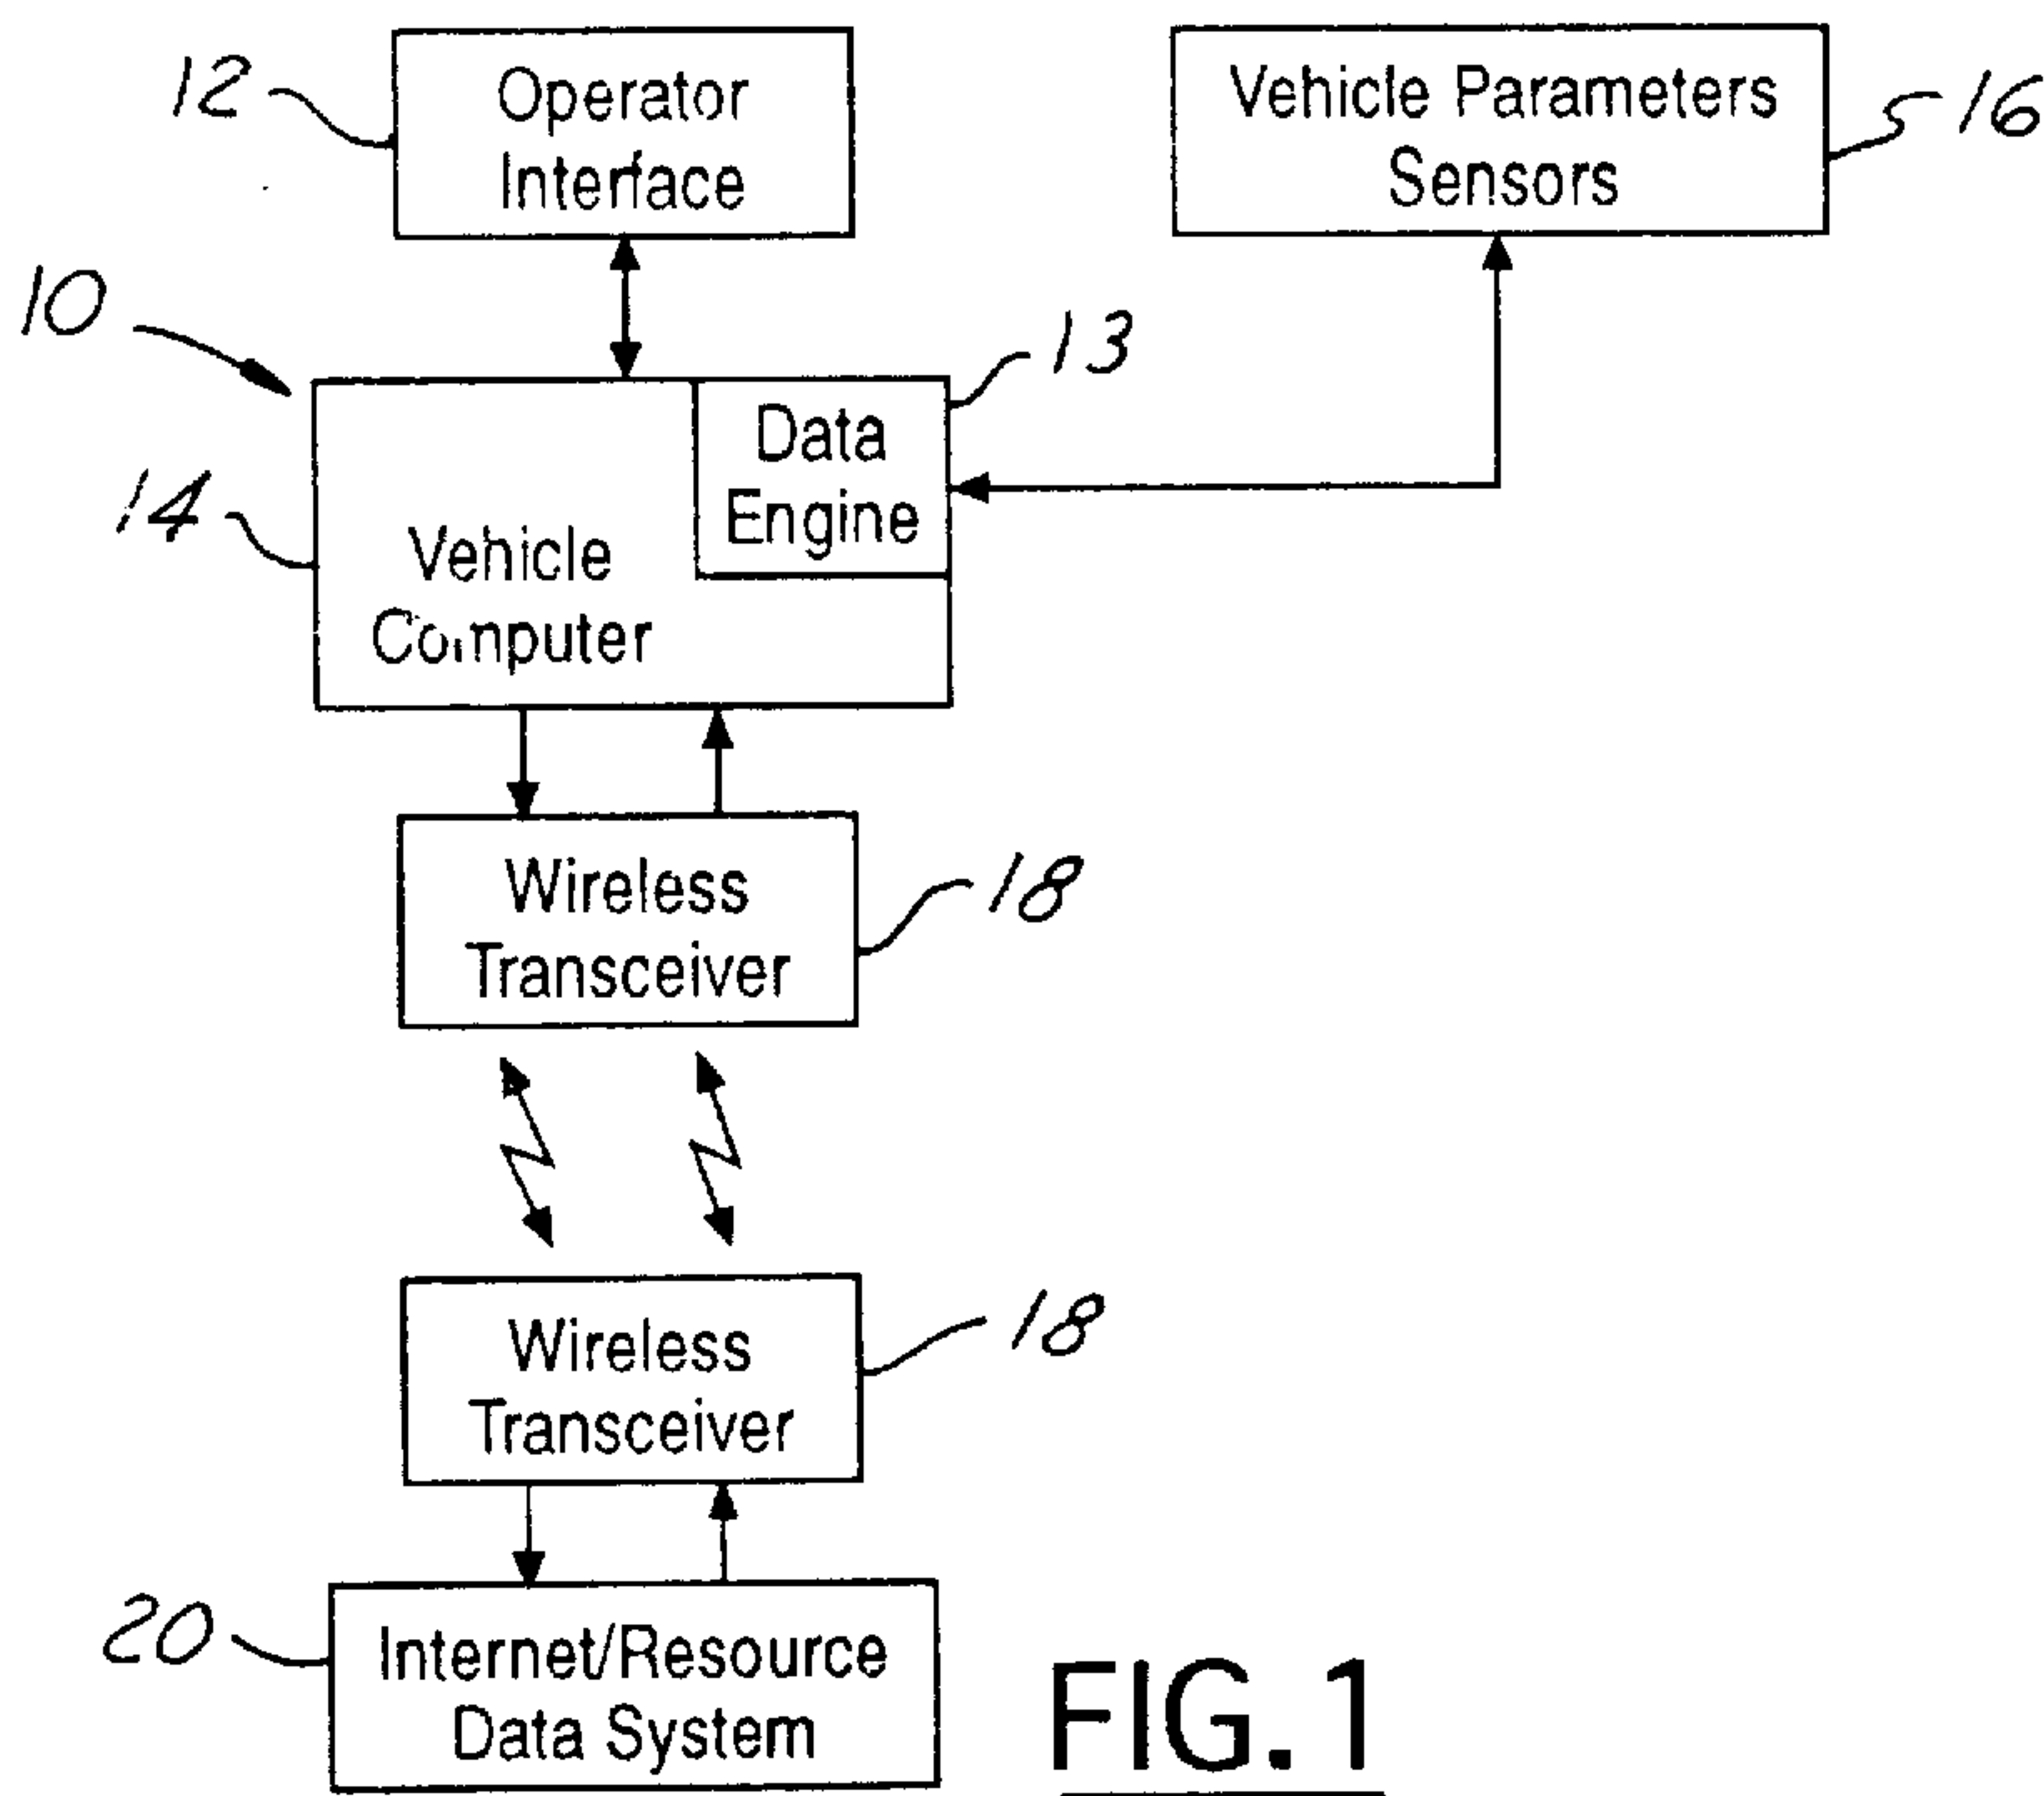 12
Operator
Interface
Vehicle Parameters
Sensors
16
10
13
Data
Engine
14
Vehicle
Computer
Wireless
Transceiver
18
Wireless
Transceiver
18
20
Internet/Resource
Data System
FIG.1